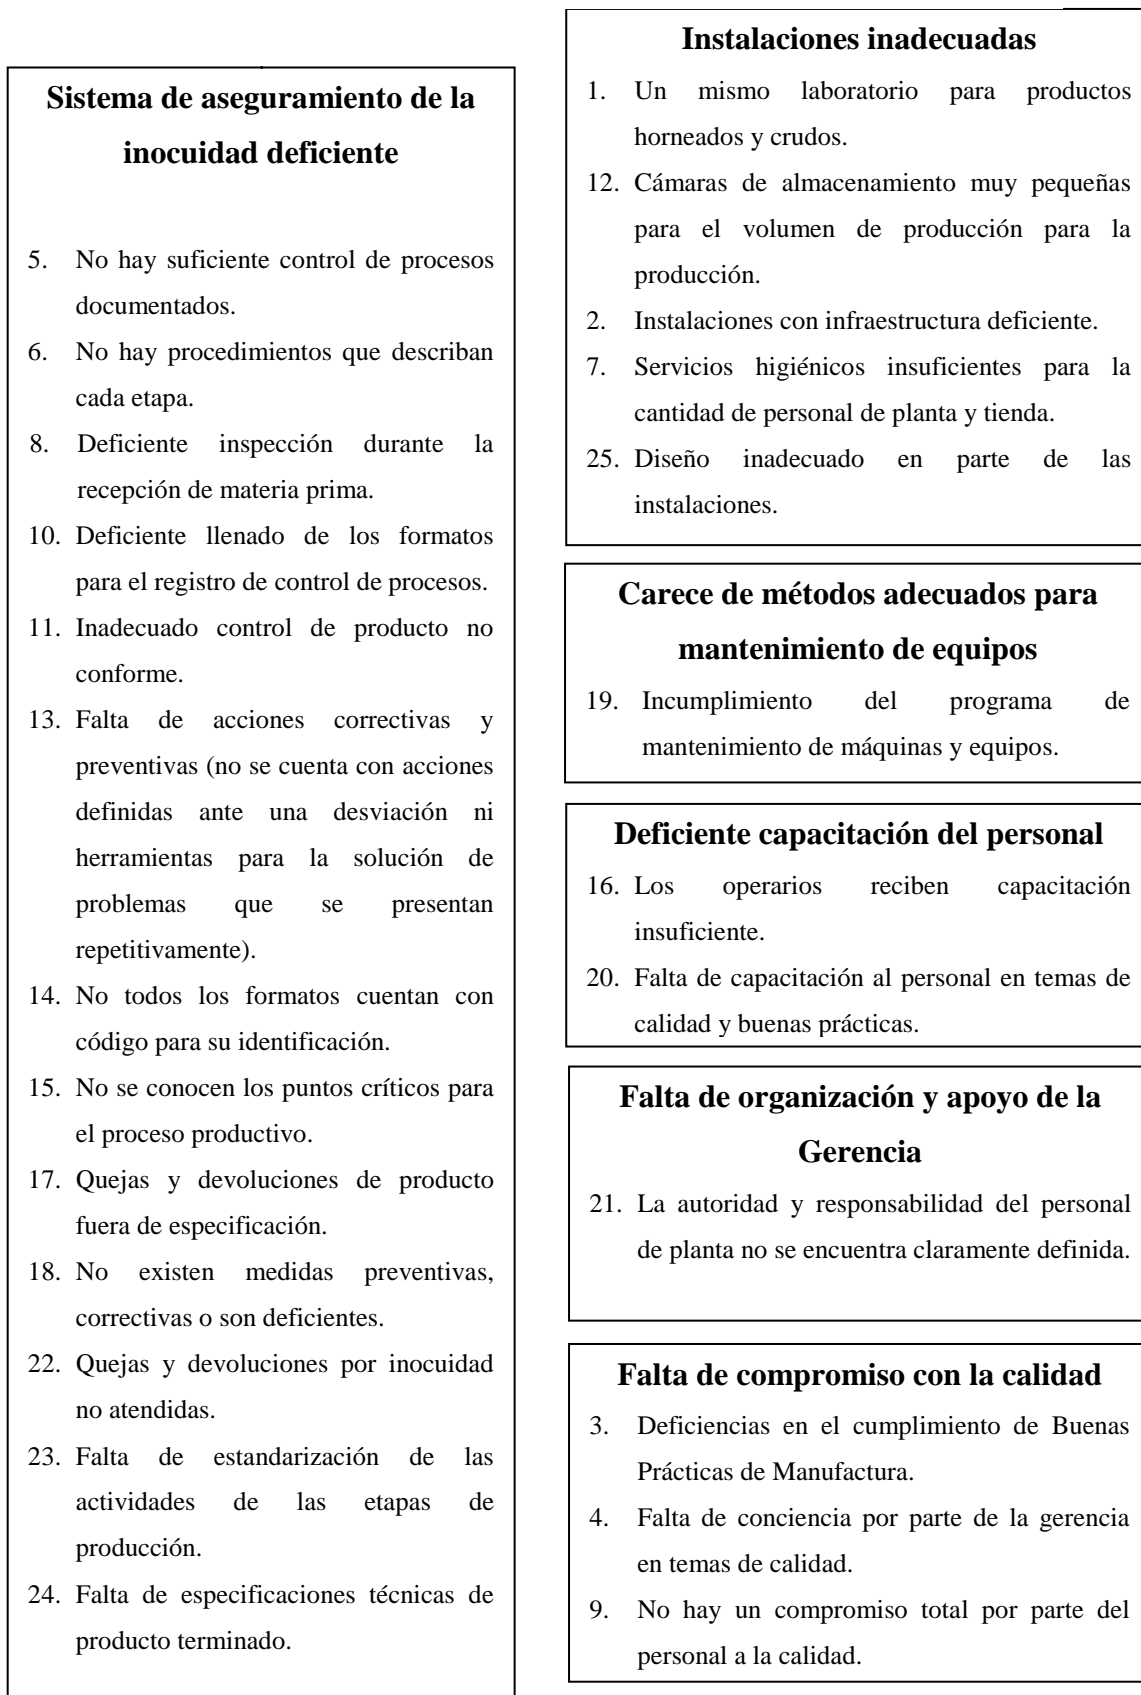 Sistema de aseguramiento de la
inocuidad deficiente
5. No hay suficiente control de procesos
documentados.
6. No hay procedimientos que describan
cada etapa.
8. Deficiente inspección durante la
recepción de materia prima.
10. Deficiente llenado de los formatos
para el registro de control de procesos.
11. Inadecuado control de producto no
conforme.
13. Falta de acciones correctivas y
preventivas (no se cuenta con acciones
definidas ante una desviación ni
herramientas para la solución de
problemas que se presentan
repetitivamente).
14. No todos los formatos cuentan con
código para su identificación.
15. No se conocen los puntos críticos para
el proceso productivo.
17. Quejas y devoluciones de producto
fuera de especificación.
18. No existen medidas preventivas,
correctivas o son deficientes.
22. Quejas y devoluciones por inocuidad
no atendidas.
23. Falta de estandarización de las
actividades de las etapas de
producción.
24. Falta de especificaciones técnicas de
producto terminado.
Instalaciones inadecuadas
1. Un mismo laboratorio para productos
horneados y crudos.
12. Cámaras de almacenamiento muy pequeñas
para el volumen de producción para la
producción.
2. Instalaciones con infraestructura deficiente.
7. Servicios higiénicos insuficientes para la
cantidad de personal de planta y tienda.
25. Diseño inadecuado en parte de las
instalaciones.
Carece de métodos adecuados para
mantenimiento de equipos
19. Incumplimiento del programa de
mantenimiento de máquinas y equipos.
Deficiente capacitación del personal
16. Los operarios reciben capacitación
insuficiente.
20. Falta de capacitación al personal en temas de
calidad y buenas prácticas.
Falta de organización y apoyo de la
Gerencia
21. La autoridad y responsabilidad del personal
de planta no se encuentra claramente definida.
Falta de compromiso con la calidad
3. Deficiencias en el cumplimiento de Buenas
Prácticas de Manufactura.
4. Falta de conciencia por parte de la gerencia
en temas de calidad.
9. No hay un compromiso total por parte del
personal a la calidad.